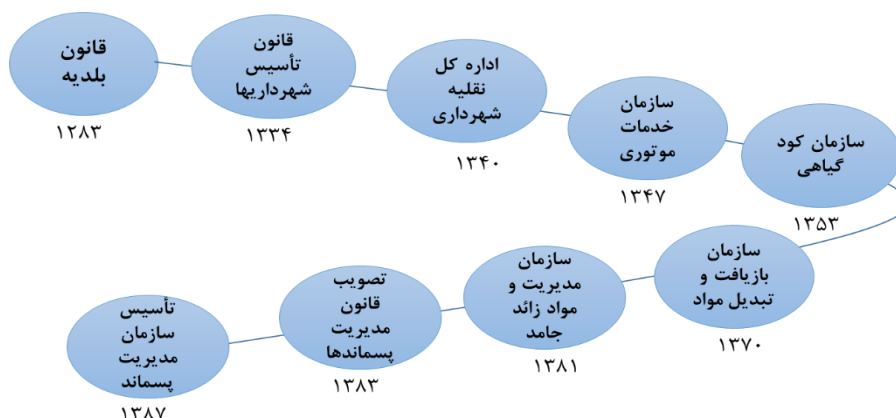 قانون
بلدیه
۱۲۸۳
قانون
تأسیس
شهرداریها
۱۳۳۴
اداره کل
نقلیه
شهرداری
۱۳۴۰
سازمان
خدمات
موتوری
۱۳۴۷
سازمان کود
گیاهی
۱۳۵۳
سازمان
بازیافت و
تبدیل مواد
۱۳۷۰
سازمان
مدیریت و
مواد زائد
جامد
۱۳۸۱
تصویب
قانون
مدیریت
پسماندها
۱۳۸۳
تأسیس
سازمان
مدیریت
پسماند
۱۳۸۷